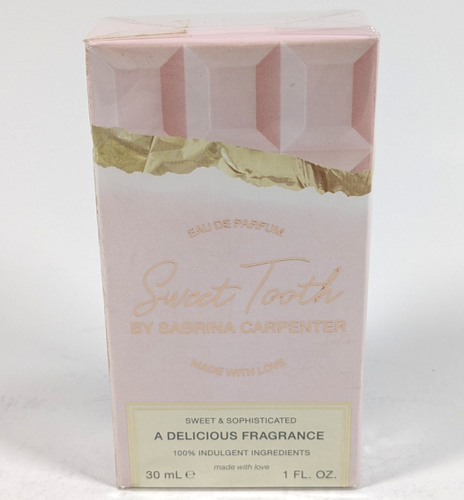 EAU DE PARFUM
Sweet Tooth
BY SABRINA CARPENTER
MADE WITH LOVE
SWEET & SOPHISTICATED
A DELICIOUS FRAGRANCE
100% INDULGENT INGREDIENTS
made with love
30 mL ℮ 1 FL. OZ.